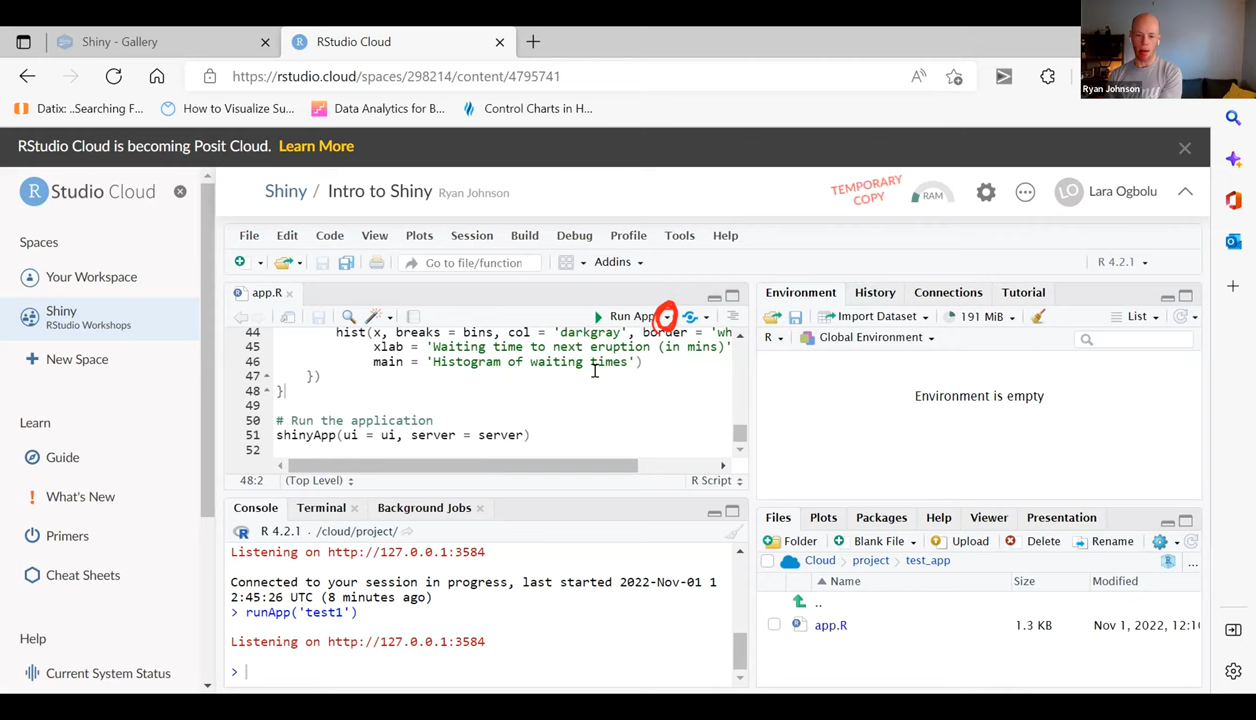 Shiny - Gallery
RStudio Cloud
https://rstudio.cloud/spaces/298214/content/4795741
Ryan Johnson
Datix: ..Searching F...
How to Visualize Su...
Data Analytics for B...
Control Charts in H...
RStudio Cloud is becoming Posit Cloud. Learn More
R Studio Cloud
Shiny / Intro to Shiny Ryan Johnson
TEMPORARY
COPY
RAM
LO Lara Ogbolu
Spaces
Your Workspace
Shiny
RStudio Workshops
New Space
Learn
Guide
What's New
Primers
Cheat Sheets
Help
Current System Status
File Edit Code View Plots Session Build Debug Profile Tools Help
Go to file/function
Addins
R 4.2.1
app.R
Run App
44 hist(x, breaks = bins, col = 'darkgray', border = 'wh
45 xlab = 'Waiting time to next eruption (in mins)'
46 main = 'Histogram of waiting times')
47 })
48 }
49
50 # Run the application
51 shinyApp(ui = ui, server = server)
52
48:2 (Top Level) R Script
Console Terminal Background Jobs
R 4.2.1 . /cloud/project/
Listening on http://127.0.0.1:3584
Connected to your session in progress, last started 2022-Nov-01 1
2:45:26 UTC (8 minutes ago)
> runApp('test1')
Listening on http://127.0.0.1:3584
>
Environment History Connections Tutorial
Import Dataset 191 MiB List
R Global Environment
Environment is empty
Files Plots Packages Help Viewer Presentation
Folder Blank File Upload Delete Rename
Cloud project test_app
Name Size Modified
..
app.R 1.3 KB Nov 1, 2022, 12:10